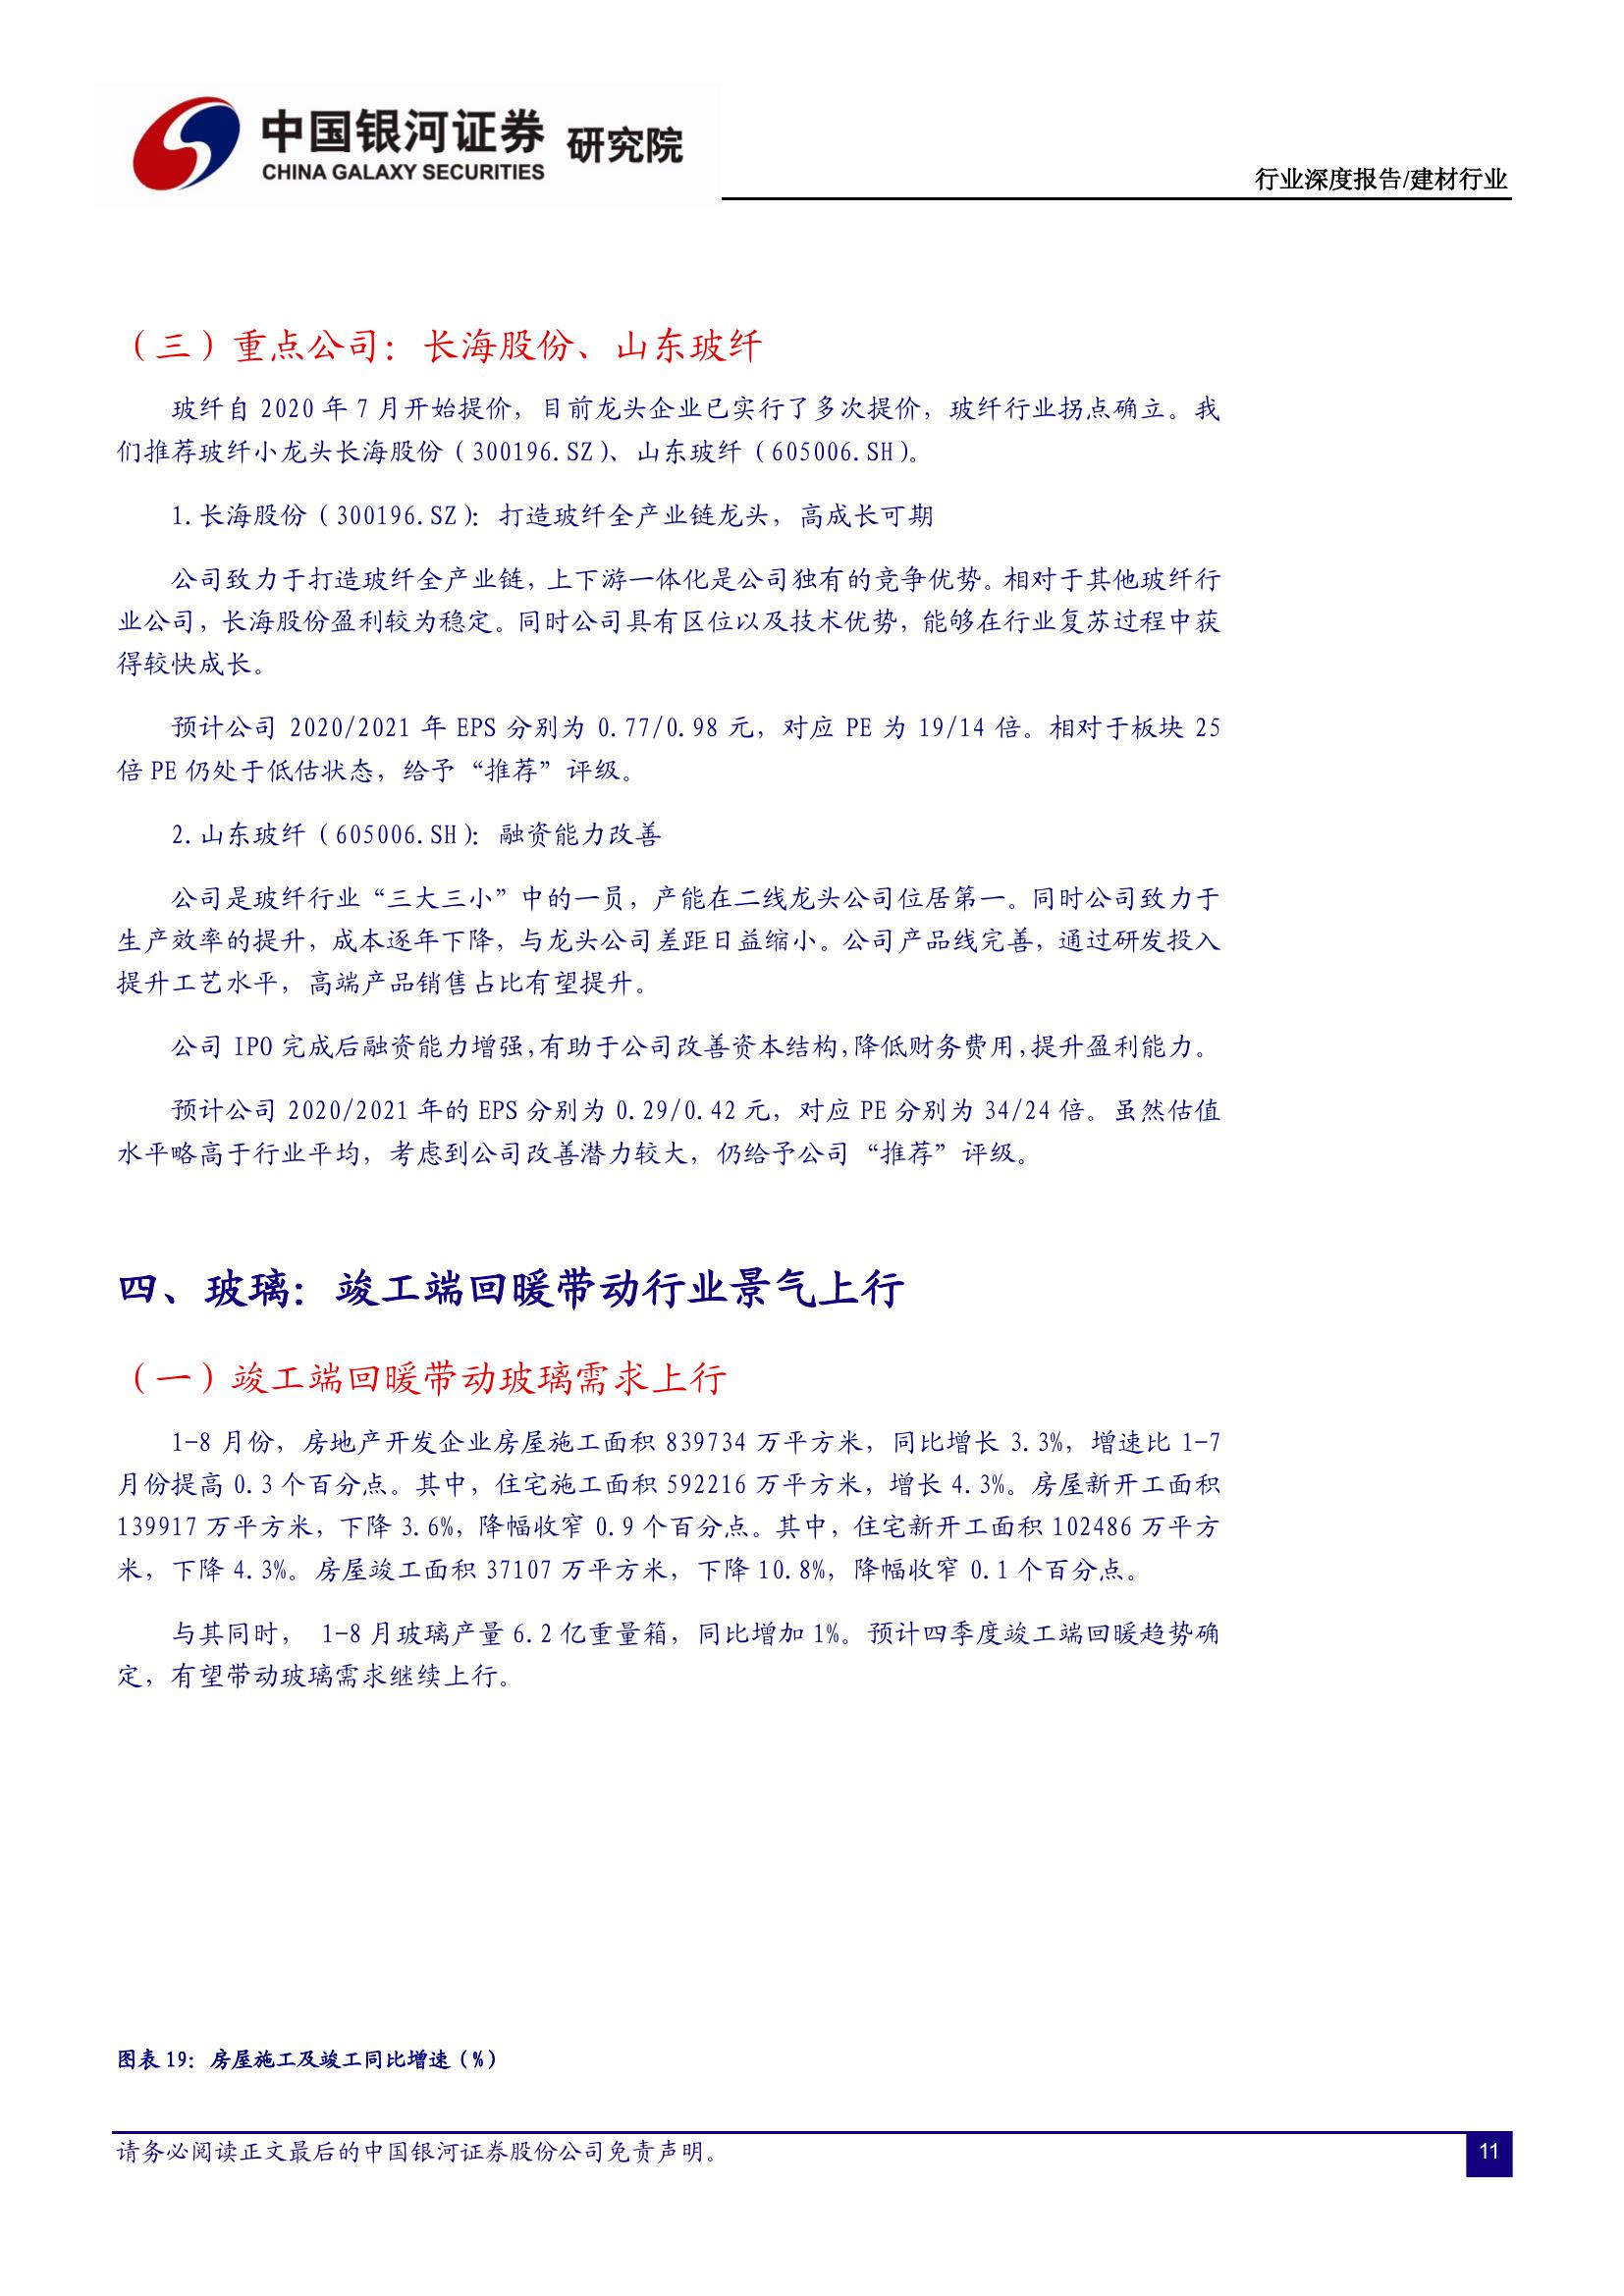 中国银河证券 研究院
CHINA GALAXY SECURITIES
行业深度报告/建材行业
（三）重点公司：长海股份、山东玻纤
玻纤自 2020 年 7 月开始提价，目前龙头企业已实行了多次提价，玻纤行业拐点确立。我
们推荐玻纤小龙头长海股份（300196.SZ）、山东玻纤（605006.SH）。
1.长海股份（300196.SZ）：打造玻纤全产业链龙头，高成长可期
公司致力于打造玻纤全产业链，上下游一体化是公司独有的竞争优势。相对于其他玻纤行
业公司，长海股份盈利较为稳定。同时公司具有区位以及技术优势，能够在行业复苏过程中获
得较快成长。
预计公司 2020/2021 年 EPS 分别为 0.77/0.98 元，对应 PE 为 19/14 倍。相对于板块 25
倍 PE 仍处于低估状态，给予“推荐”评级。
2.山东玻纤（605006.SH）：融资能力改善
公司是玻纤行业“三大三小”中的一员，产能在二线龙头公司位居第一。同时公司致力于
生产效率的提升，成本逐年下降，与龙头公司差距日益缩小。公司产品线完善，通过研发投入
提升工艺水平，高端产品销售占比有望提升。
公司 IPO 完成后融资能力增强，有助于公司改善资本结构，降低财务费用，提升盈利能力。
预计公司 2020/2021 年的 EPS 分别为 0.29/0.42 元，对应 PE 分别为 34/24 倍。虽然估值
水平略高于行业平均，考虑到公司改善潜力较大，仍给予公司“推荐”评级。
四、玻璃：竣工端回暖带动行业景气上行
（一）竣工端回暖带动玻璃需求上行
1-8 月份，房地产开发企业房屋施工面积 839734 万平方米，同比增长 3.3%，增速比 1-7
月份提高 0.3 个百分点。其中，住宅施工面积 592216 万平方米，增长 4.3%。房屋新开工面积
139917 万平方米，下降 3.6%，降幅收窄 0.9 个百分点。其中，住宅新开工面积 102486 万平方
米，下降 4.3%。房屋竣工面积 37107 万平方米，下降 10.8%，降幅收窄 0.1 个百分点。
与其同时， 1-8 月玻璃产量 6.2 亿重量箱，同比增加 1%。预计四季度竣工端回暖趋势确
定，有望带动玻璃需求继续上行。
图表 19：房屋施工及竣工同比增速（%）
请务必阅读正文最后的中国银河证券股份公司免责声明。
11